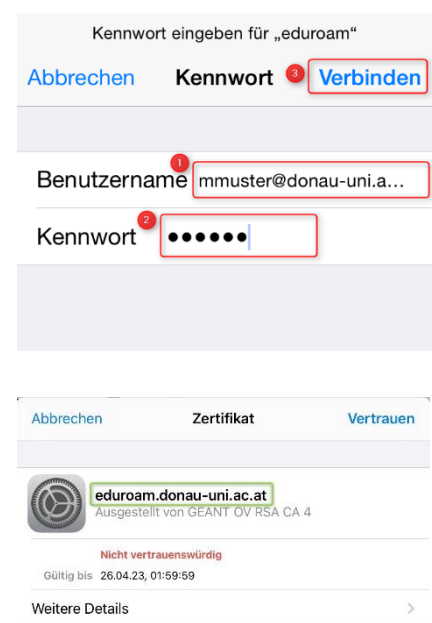 Kennwort eingeben für „eduroam“
Abbrechen Kennwort 3 Verbinden
1
Benutzername mmuster@donau-uni.a...
2
Kennwort ●●●●●●
Abbrechen Zertifikat Vertrauen
eduroam.donau-uni.ac.at
Ausgestellt von GEANT OV RSA CA 4
Nicht vertrauenswürdig
Gültig bis 26.04.23, 01:59:59
Weitere Details